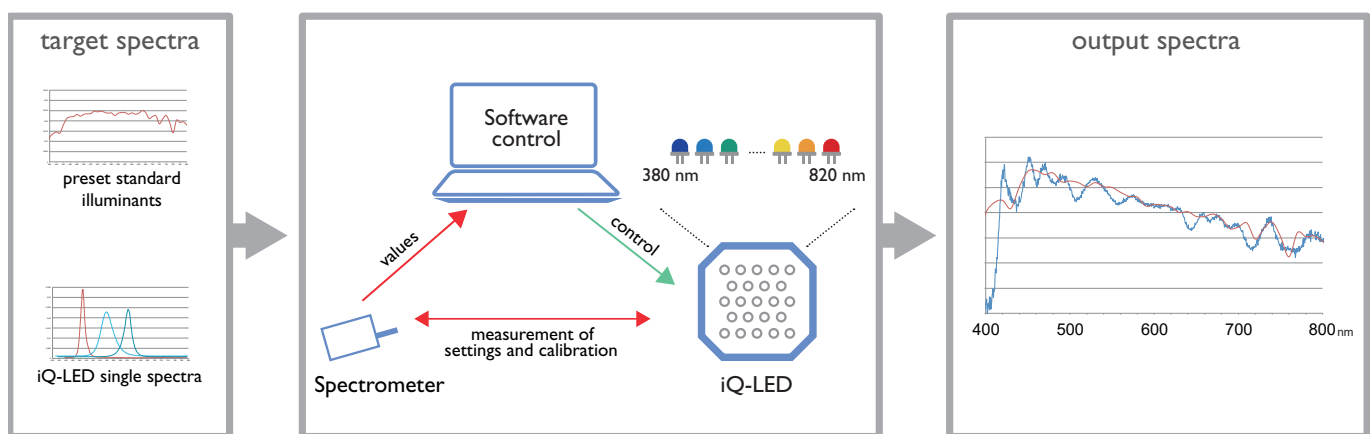 target spectra
preset standard
illuminants
iQ-LED single spectra
Software
control
380 nm
820 nm
values
control
measurement of
settings and calibration
Spectrometer
iQ-LED
output spectra
400 500 600 700 800 nm